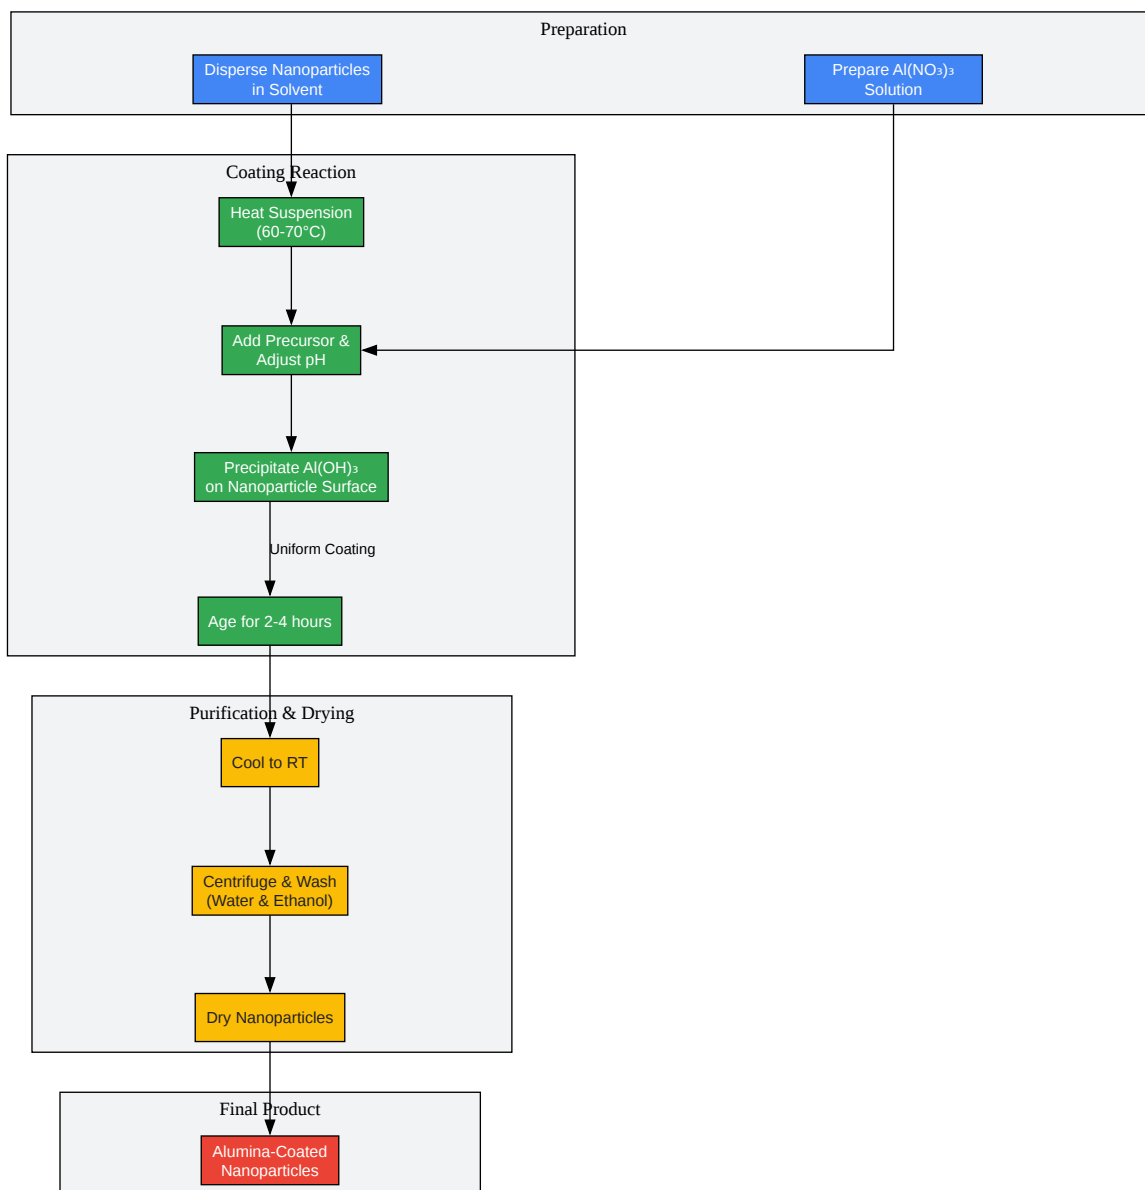 Preparation
Disperse Nanoparticles
in Solvent
Prepare Al(NO₃)₃
Solution
Coating Reaction
Heat Suspension
(60-70°C)
Add Precursor &
Adjust pH
Precipitate Al(OH)₃
on Nanoparticle Surface
Uniform Coating
Age for 2-4 hours
Purification & Drying
Cool to RT
Centrifuge & Wash
(Water & Ethanol)
Dry Nanoparticles
Final Product
Alumina-Coated
Nanoparticles